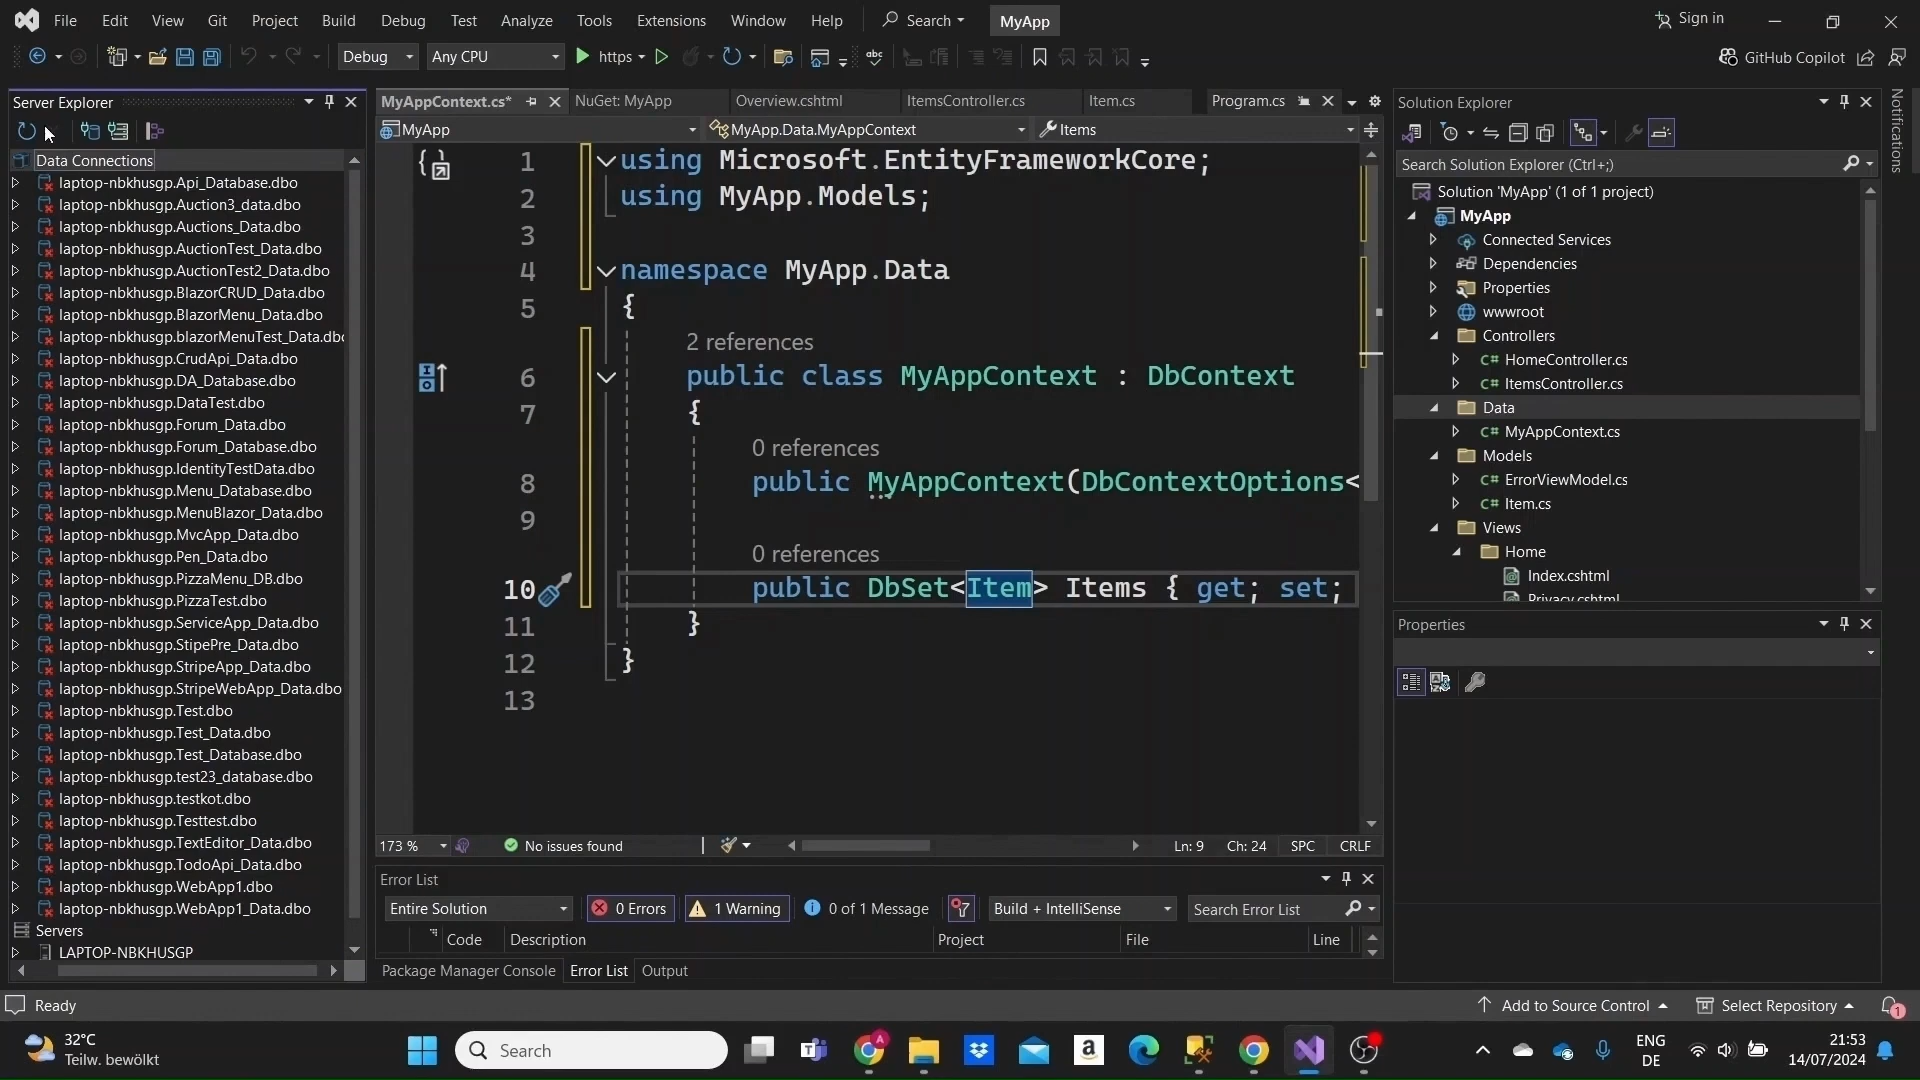 File Edit View Git Project Build Debug Test Analyze Tools Extensions Window Help Search MyApp Sign in
Debug Any CPU https abc GitHub Copilot
Server Explorer
Data Connections
laptop-nbkhusgp.Api_Database.dbo
laptop-nbkhusgp.Auction3_data.dbo
laptop-nbkhusgp.Auctions_Data.dbo
laptop-nbkhusgp.AuctionTest_Data.dbo
laptop-nbkhusgp.AuctionTest2_Data.dbo
laptop-nbkhusgp.BlazorCRUD_Data.dbo
laptop-nbkhusgp.BlazorMenu_Data.dbo
laptop-nbkhusgp.blazorMenuTest_Data.dbo
laptop-nbkhusgp.CrudApi_Data.dbo
laptop-nbkhusgp.DA_Database.dbo
laptop-nbkhusgp.DataTest.dbo
laptop-nbkhusgp.Forum_Data.dbo
laptop-nbkhusgp.Forum_Database.dbo
laptop-nbkhusgp.IdentityTestData.dbo
laptop-nbkhusgp.Menu_Database.dbo
laptop-nbkhusgp.MenuBlazor_Data.dbo
laptop-nbkhusgp.MvcApp_Data.dbo
laptop-nbkhusgp.Pen_Data.dbo
laptop-nbkhusgp.PizzaMenu_DB.dbo
laptop-nbkhusgp.PizzaTest.dbo
laptop-nbkhusgp.ServiceApp_Data.dbo
laptop-nbkhusgp.StipePre_Data.dbo
laptop-nbkhusgp.StripeApp_Data.dbo
laptop-nbkhusgp.StripeWebApp_Data.dbo
laptop-nbkhusgp.Test.dbo
laptop-nbkhusgp.Test_Data.dbo
laptop-nbkhusgp.Test_Database.dbo
laptop-nbkhusgp.test23_database.dbo
laptop-nbkhusgp.testkot.dbo
laptop-nbkhusgp.Testtest.dbo
laptop-nbkhusgp.TextEditor_Data.dbo
laptop-nbkhusgp.TodoApi_Data.dbo
laptop-nbkhusgp.WebApp1.dbo
laptop-nbkhusgp.WebApp1_Data.dbo
Servers
LAPTOP-NBKHUSGP
MyAppContext.cs* NuGet: MyApp Overview.cshtml ItemsController.cs Item.cs Program.cs
MyApp MyApp.Data.MyAppContext Items
1 using Microsoft.EntityFrameworkCore;
2 using MyApp.Models;
3
4 namespace MyApp.Data
5 {
2 references
6 public class MyAppContext : DbContext
7 {
0 references
8 public MyAppContext(DbContextOptions<
9
0 references
10 public DbSet<Item> Items { get; set;
11 }
12 }
13
173 % No issues found Ln: 9 Ch: 24 SPC CRLF
Error List
Entire Solution 0 Errors 1 Warning 0 of 1 Message Build + IntelliSense Search Error List
Code Description Project File Line
Package Manager Console Error List Output
Solution Explorer
Search Solution Explorer (Ctrl+;)
Solution 'MyApp' (1 of 1 project)
MyApp
Connected Services
Dependencies
Properties
wwwroot
Controllers
C# HomeController.cs
C# ItemsController.cs
Data
C# MyAppContext.cs
Models
C# ErrorViewModel.cs
C# Item.cs
Views
Home
Index.cshtml
Privacy.cshtml
Properties
Notifications
Ready Add to Source Control Select Repository 1
32°C
Teilw. bewölkt
Search
A
a
ENG
DE
21:53
14/07/2024